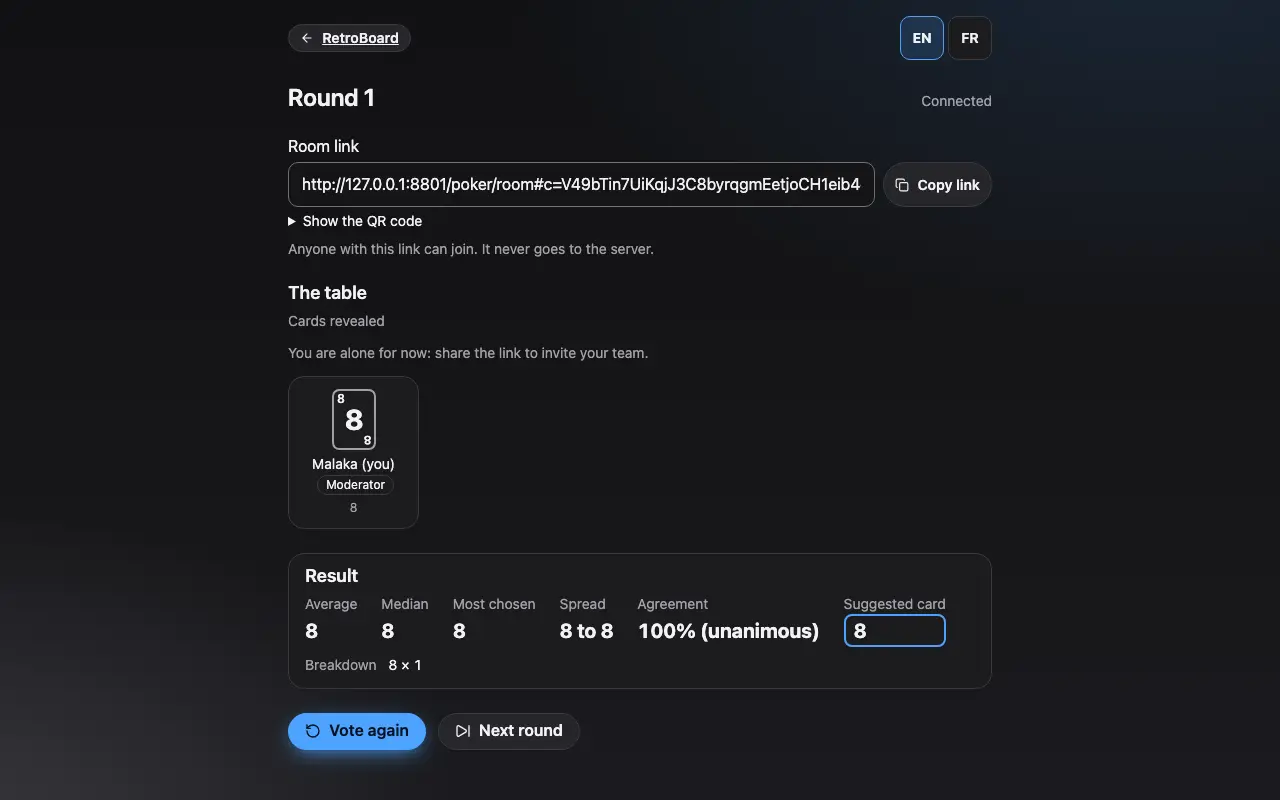 RetroBoard
EN
FR
Round 1
Connected
Room link
http://127.0.0.1:8801/poker/room#c=V49bTin7UiKqjJ3C8byrqgmEetjoCH1eib4
Copy link
Show the QR code
Anyone with this link can join. It never goes to the server.
The table
Cards revealed
You are alone for now: share the link to invite your team.
8
8
8
Malaka (you)
Moderator
8
Result
Average
Median
Most chosen
Spread
Agreement
Suggested card
8
8
8
8 to 8
100% (unanimous)
8
Breakdown 8 × 1
Vote again
Next round